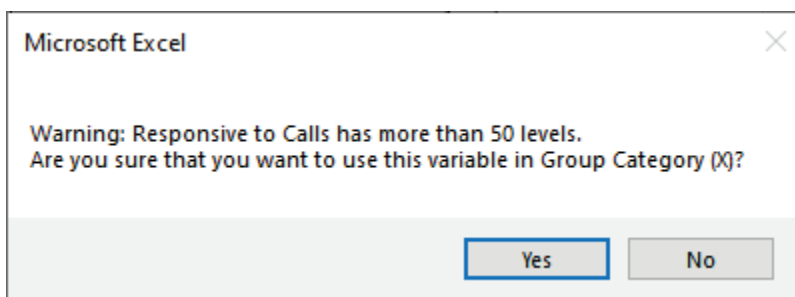 Microsoft Excel
Warning: Responsive to Calls has more than 50 levels.
Are you sure that you want to use this variable in Group Category (X)?
Yes
No